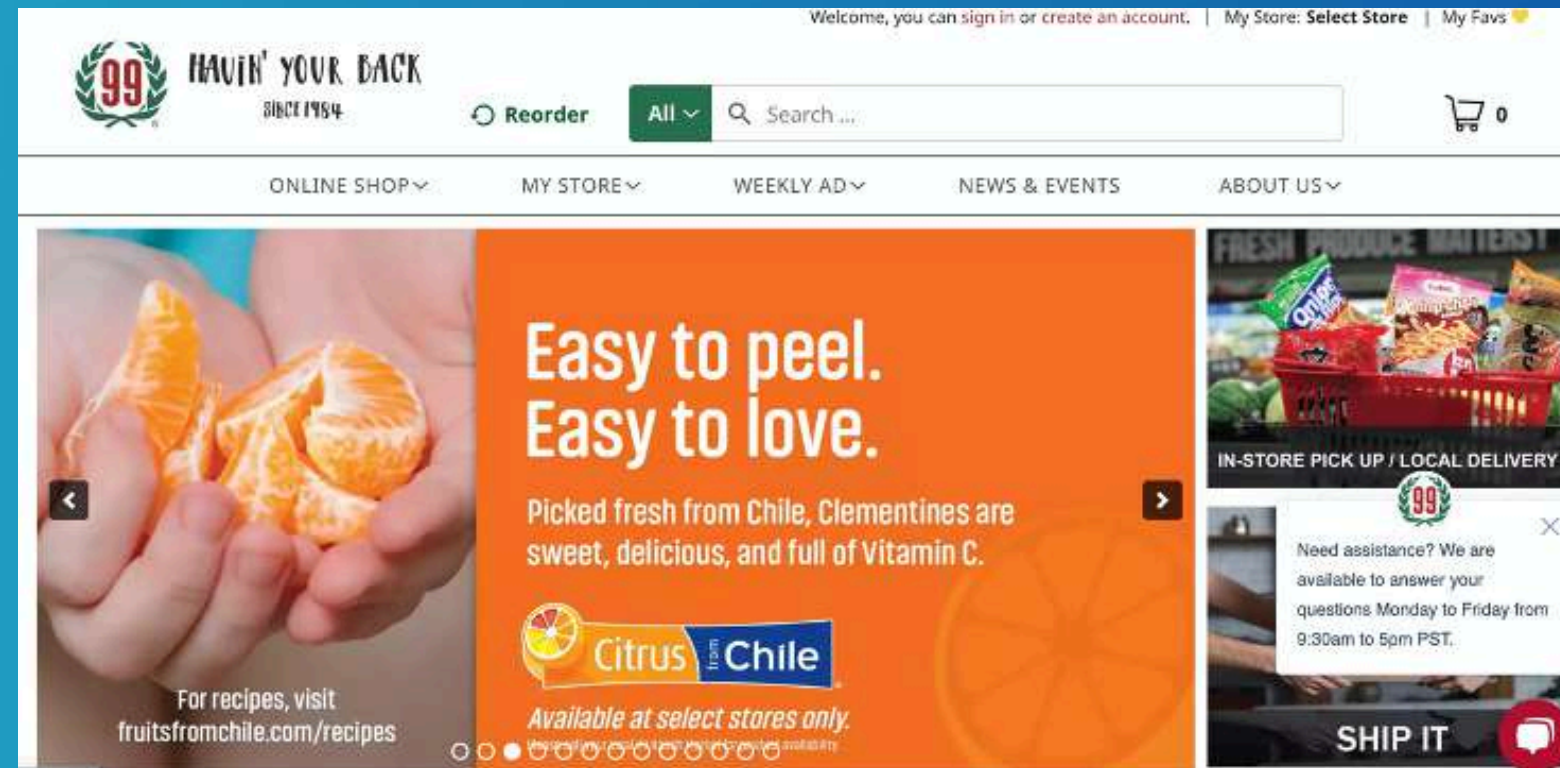 Welcome, you can sign in or create an account. | My Store: Select Store | My Favs
99
HAVIN' YOUR BACK
SINCE 1984
Reorder
All
Search ...
0
ONLINE SHOP
MY STORE
WEEKLY AD
NEWS & EVENTS
ABOUT US
Easy to peel.
Easy to love.
Picked fresh from Chile, Clementines are
sweet, delicious, and full of Vitamin C.
Citrus from Chile
Available at select stores only.
For recipes, visit
fruitsfromchile.com/recipes
FRESH PRODUCE MATTERS!
Onion
IN-STORE PICK UP / LOCAL DELIVERY
99
Need assistance? We are
available to answer your
questions Monday to Friday from
9:30am to 5pm PST.
SHIP IT